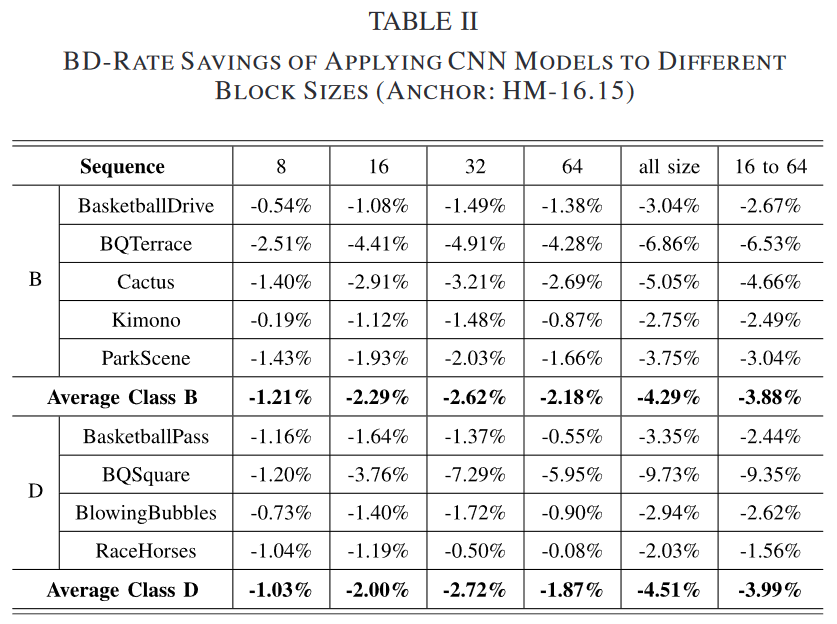 TABLE II
BD-RATE SAVINGS OF APPLYING CNN MODELS TO DIFFERENT
BLOCK SIZES (ANCHOR: HM-16.15)
Sequence 8 16 32 64 all size 16 to 64
BasketballDrive -0.54% -1.08% -1.49% -1.38% -3.04% -2.67%
BQTerrace -2.51% -4.41% -4.91% -4.28% -6.86% -6.53%
B Cactus -1.40% -2.91% -3.21% -2.69% -5.05% -4.66%
Kimono -0.19% -1.12% -1.48% -0.87% -2.75% -2.49%
ParkScene -1.43% -1.93% -2.03% -1.66% -3.75% -3.04%
Average Class B -1.21% -2.29% -2.62% -2.18% -4.29% -3.88%
BasketballPass -1.16% -1.64% -1.37% -0.55% -3.35% -2.44%
BQSquare -1.20% -3.76% -7.29% -5.95% -9.73% -9.35%
D
BlowingBubbles -0.73% -1.40% -1.72% -0.90% -2.94% -2.62%
RaceHorses -1.04% -1.19% -0.50% -0.08% -2.03% -1.56%
Average Class D -1.03% -2.00% -2.72% -1.87% -4.51% -3.99%